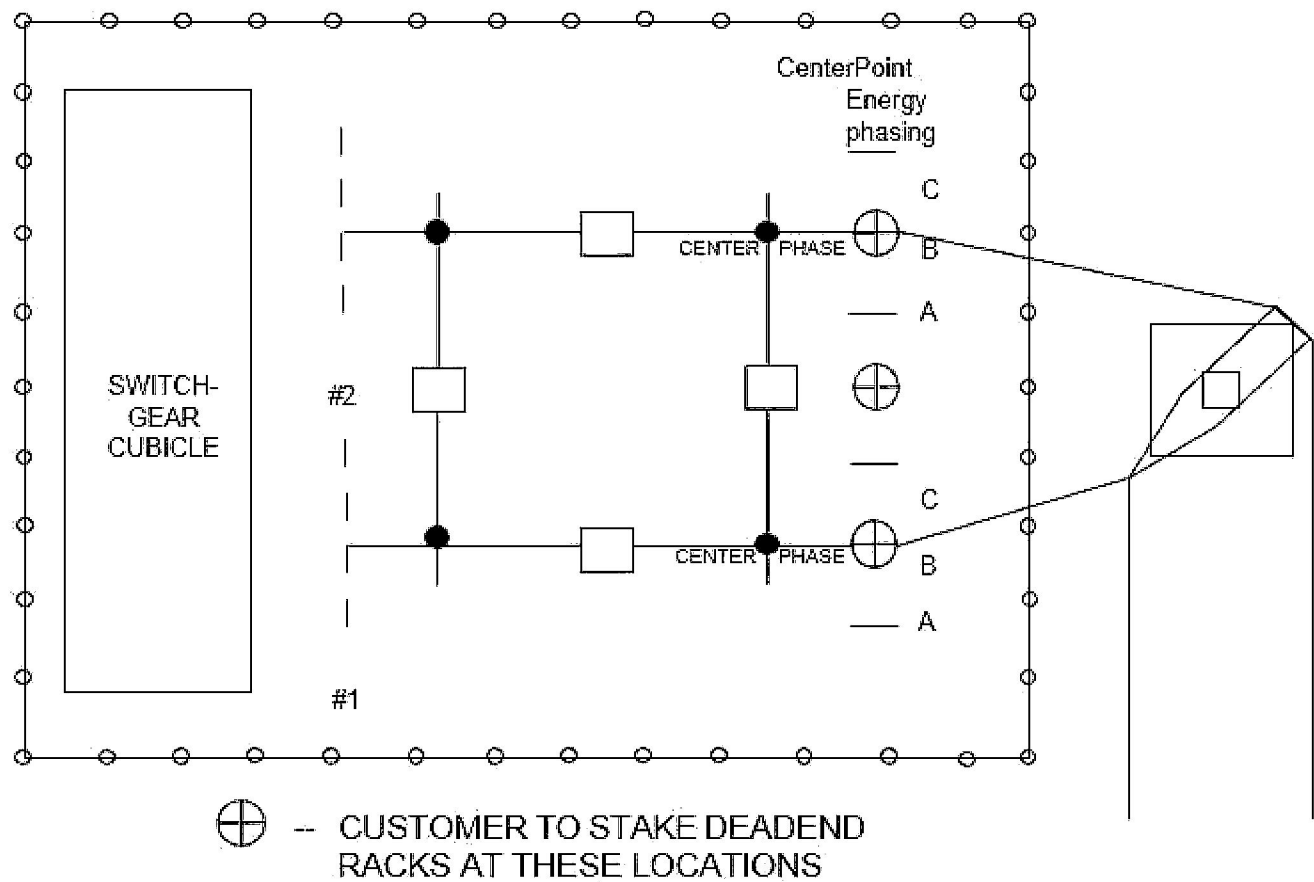 CenterPoint
Energy
phasing
C
CENTER PHASE
B
A
SWITCH-
GEAR
CUBICLE
#2
C
CENTER PHASE
B
A
#1
-- CUSTOMER TO STAKE DEADEND
RACKS AT THESE LOCATIONS